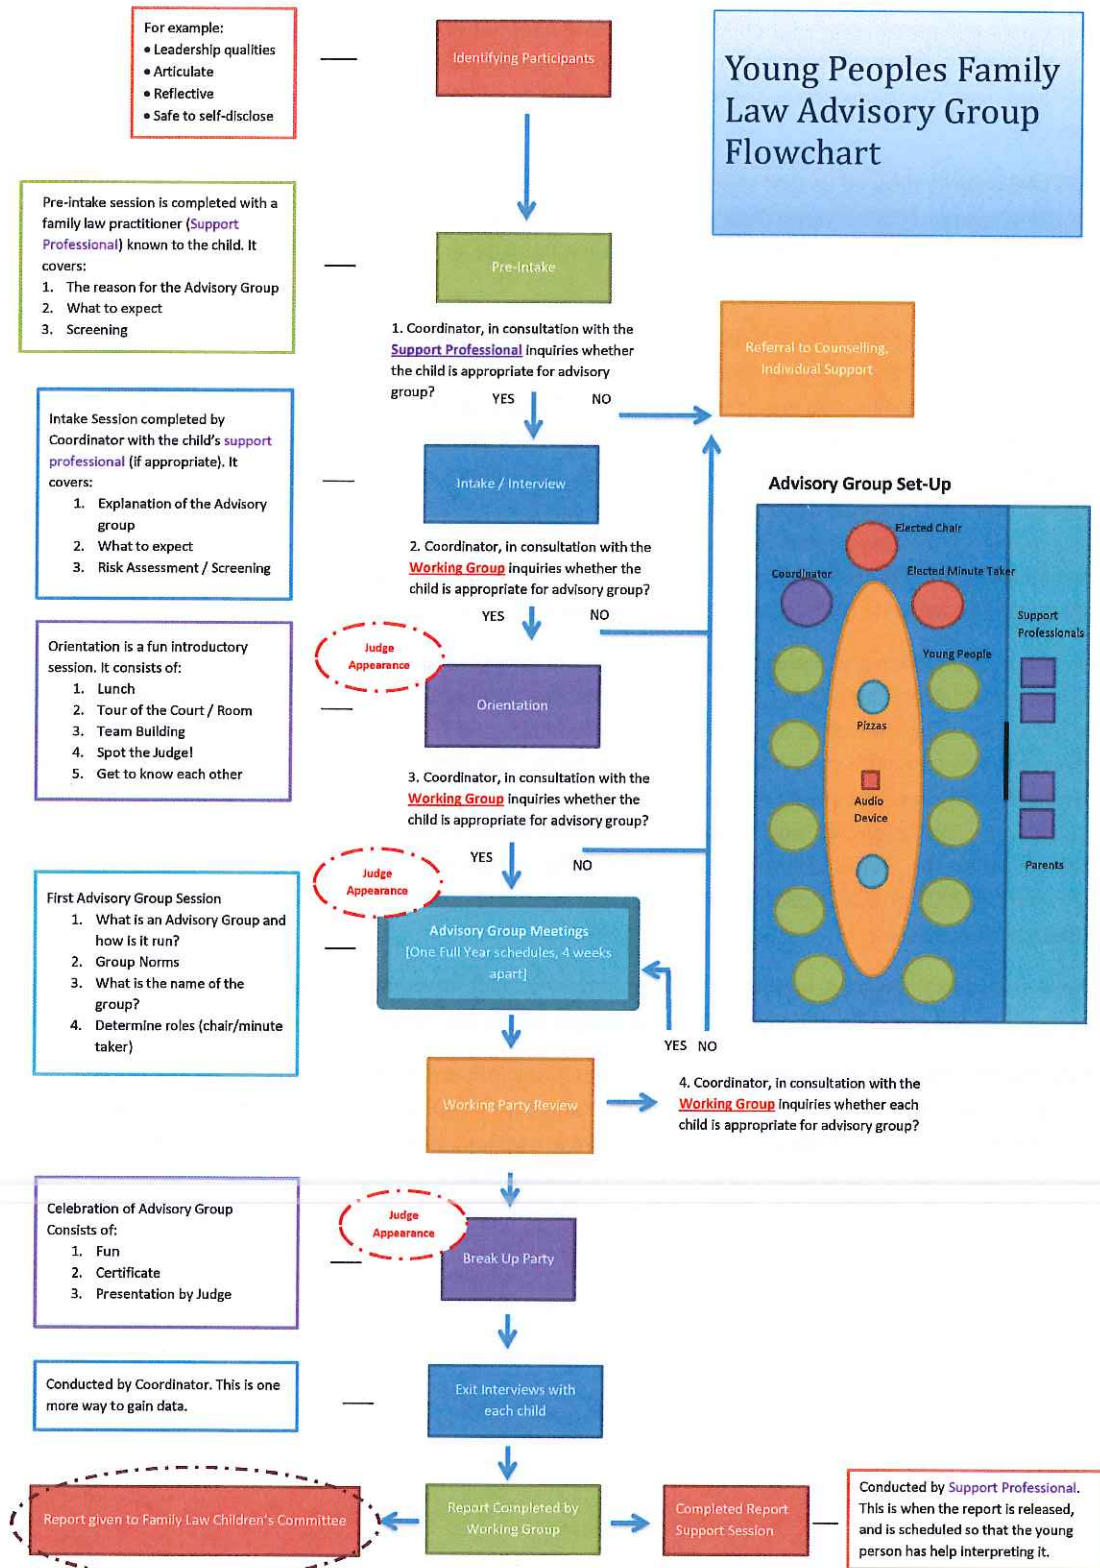 For example:
• Leadership qualities
• Articulate
• Reflective
• Safe to self-disclose
Identifying Participants
Young Peoples Family
Law Advisory Group
Flowchart
Pre-intake session is completed with a
family law practitioner (Support
Professional) known to the child. It
covers:
1. The reason for the Advisory Group
2. What to expect
3. Screening
Pre-Intake
1. Coordinator, in consultation with the
Support Professional inquiries whether
the child is appropriate for advisory
group?
YES
NO
Referral to Counselling,
Individual Support
Intake Session completed by
Coordinator with the child's support
professional (if appropriate). It
covers:
1. Explanation of the Advisory
group
2. What to expect
3. Risk Assessment / Screening
Intake / Interview
2. Coordinator, in consultation with the
Working Group inquiries whether the
child is appropriate for advisory group?
YES
NO
Advisory Group Set-Up
Elected Chair
Coordinator
Elected Minute Taker
Support
Professionals
Young People
Pizzas
Audio
Device
Parents
Orientation is a fun introductory
session. It consists of:
1. Lunch
2. Tour of the Court / Room
3. Team Building
4. Spot the Judge!
5. Get to know each other
Judge
Appearance
Orientation
3. Coordinator, in consultation with the
Working Group inquiries whether the
child is appropriate for advisory group?
YES
NO
First Advisory Group Session
1. What is an Advisory Group and
how is it run?
2. Group Norms
3. What is the name of the
group?
4. Determine roles (chair/minute
taker)
Judge
Appearance
Advisory Group Meetings
[One Full Year schedules, 4 weeks
apart]
YES NO
Working Party Review
4. Coordinator, in consultation with the
Working Group inquiries whether each
child is appropriate for advisory group?
Celebration of Advisory Group
Consists of:
1. Fun
2. Certificate
3. Presentation by Judge
Judge
Appearance
Break Up Party
Conducted by Coordinator. This is one
more way to gain data.
Exit Interviews with
each child
Report given to Family Law Children's Committee
Report Completed by
Working Group
Completed Report
Support Session
Conducted by Support Professional.
This is when the report is released,
and is scheduled so that the young
person has help interpreting it.